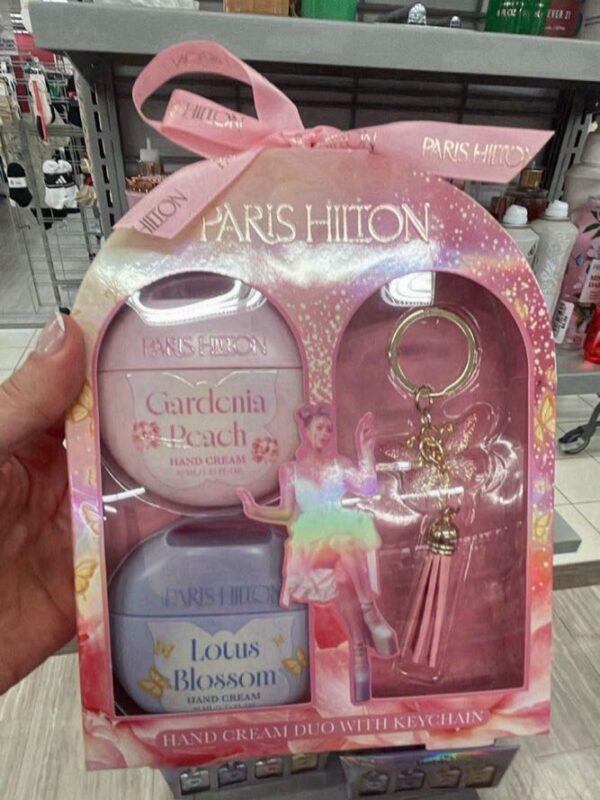 HILTON
PARIS HILTON
HILTON
PARIS HILTON
PARIS HILTON
Gardenia
Peach
HAND CREAM
PARIS HILTON
Lotus
Blossom
HAND CREAM
HAND CREAM DUO WITH KEYCHAIN